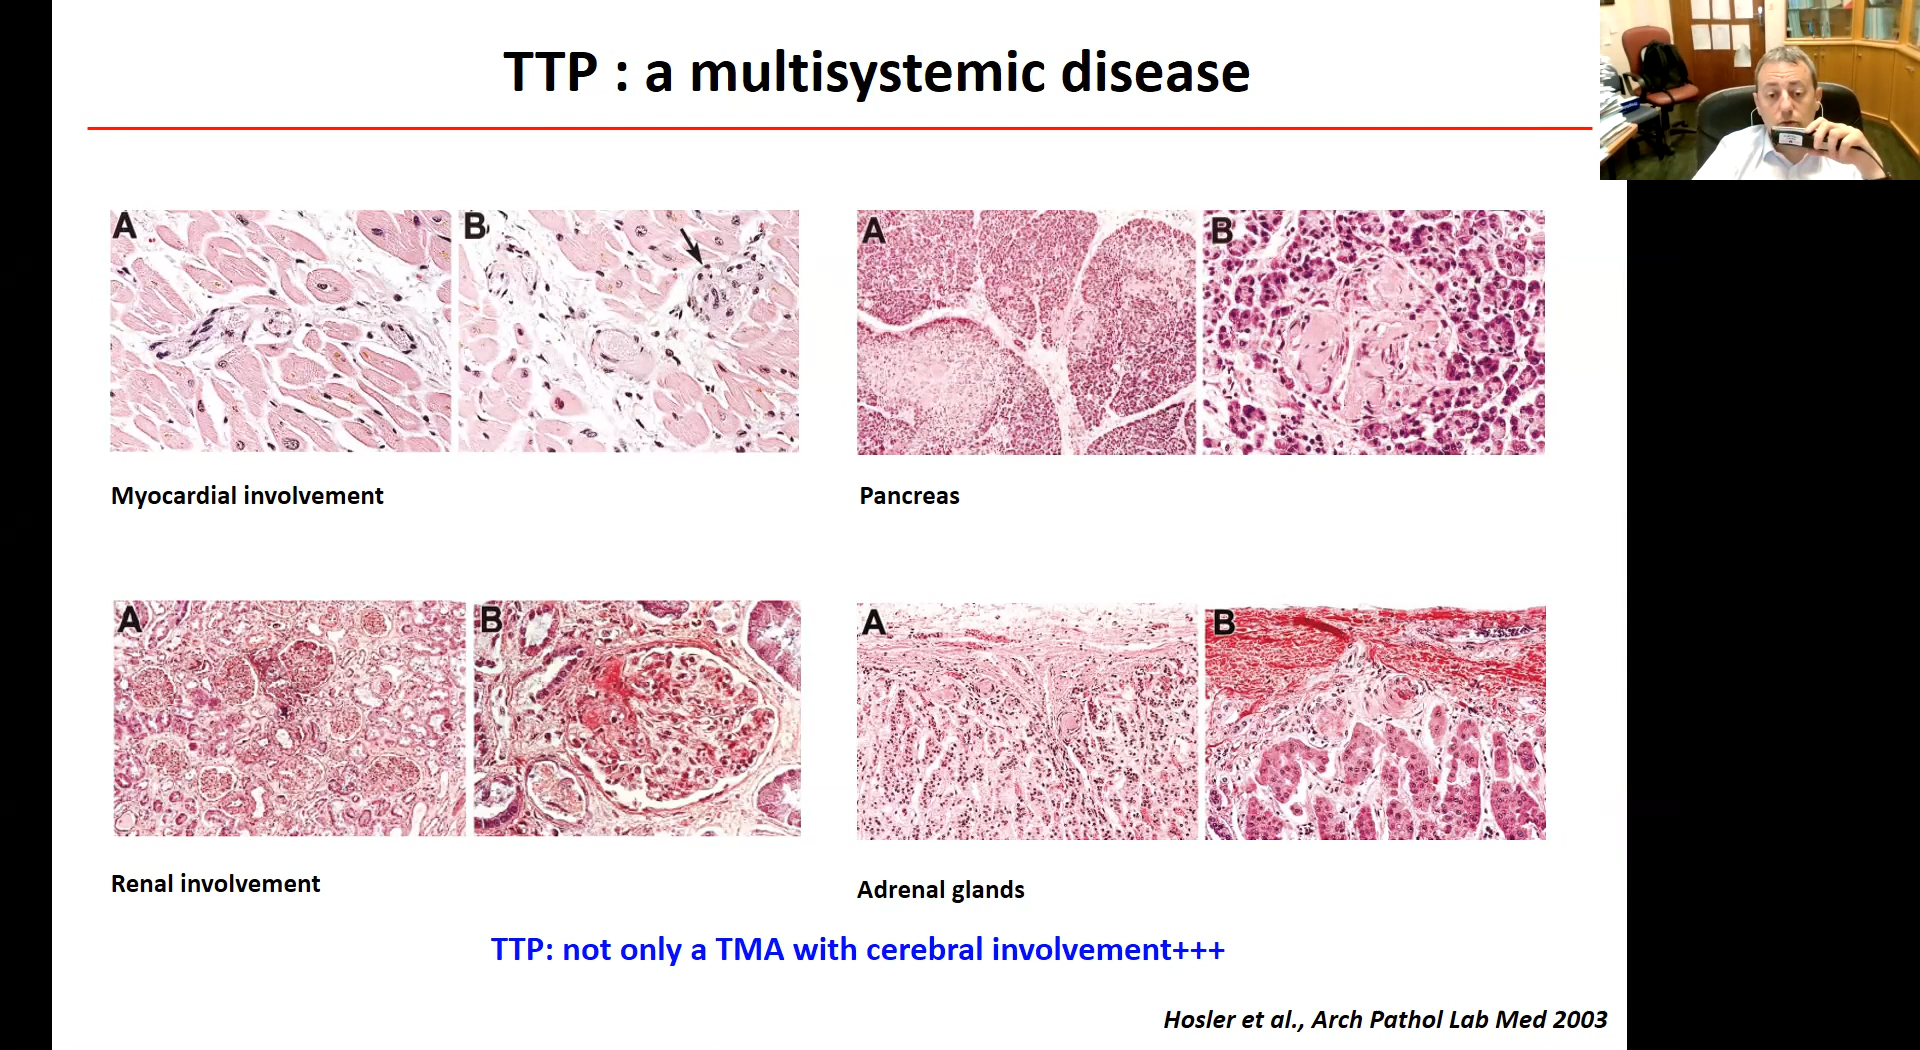 TTP : a multisystemic disease
A
B
A
B
Myocardial involvement
Pancreas
A
B
A
B
Renal involvement
Adrenal glands
TTP: not only a TMA with cerebral involvement+++
Hosler et al., Arch Pathol Lab Med 2003